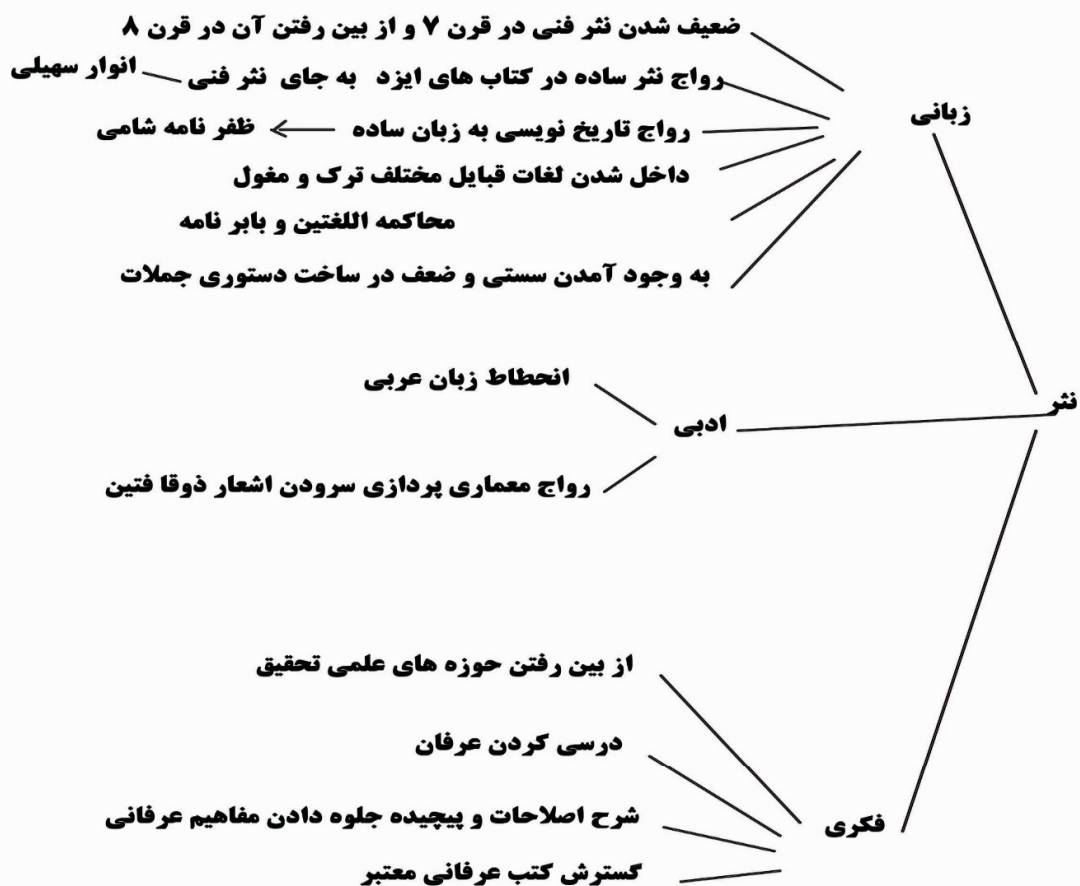 نثر
زبانی
ضعیف شدن نثر فنی در قرن ۷ و از بین رفتن آن در قرن ۸
رواج نثر ساده در کتاب های ایزد به جای نثر فنی
انوار سهیلی
رواج تاریخ نویسی به زبان ساده
ظفر نامه شامی
داخل شدن لغات قبایل مختلف ترک و مغول
محاکمه اللغتین و بابر نامه
به وجود آمدن سستی و ضعف در ساخت دستوری جملات
ادبی
انحطاط زبان عربی
رواج معماری پردازی سرودن اشعار ذوقا فتین
فکری
از بین رفتن حوزه های علمی تحقیق
درسی کردن عرفان
شرح اصلاحات و پیچیده جلوه دادن مفاهیم عرفانی
گسترش کتب عرفانی معتبر